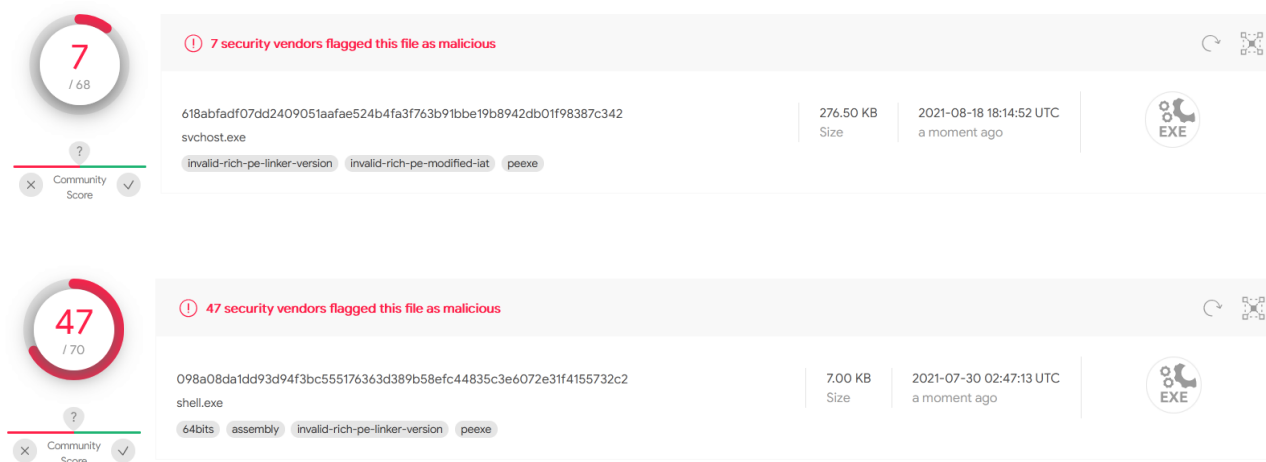 7
/ 68
?
Community
Score
7 security vendors flagged this file as malicious
618abfadf07dd2409051aafae524b4fa3f763b91bbe19b8942db01f98387c342
svchost.exe
invalid-rich-pe-linker-version invalid-rich-pe-modified-iat peexe
276.50 KB
Size
2021-08-18 18:14:52 UTC
a moment ago
EXE
47
/ 70
?
Community
Score
47 security vendors flagged this file as malicious
098a08da1dd93d94f3bc555176363d389b58efc44835c3e6072e31f4155732c2
shell.exe
64bits assembly invalid-rich-pe-linker-version peexe
7.00 KB
Size
2021-07-30 02:47:13 UTC
a moment ago
EXE